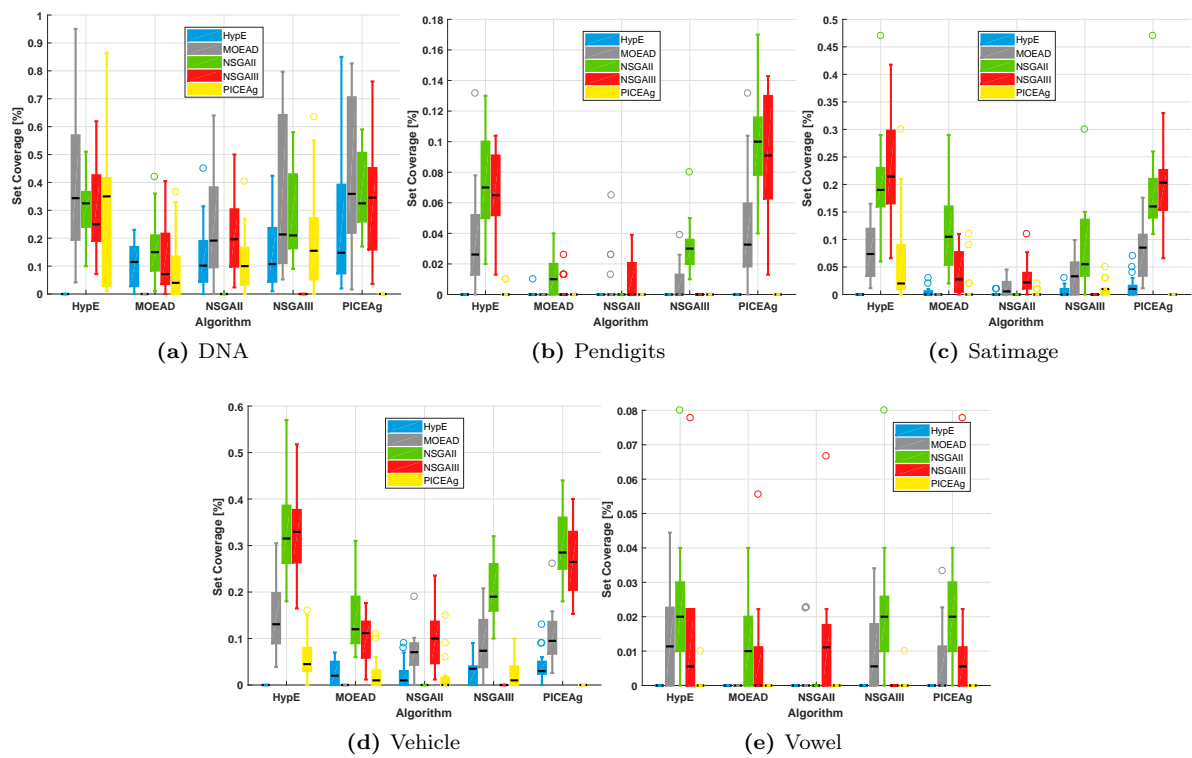 HypE
MOEAD
NSGAII
NSGAIII
PICEAg
Set Coverage [%]
1
0.9
0.8
0.7
0.6
0.5
0.4
0.3
0.2
0.1
0
HypE MOEAD NSGAII NSGAIII PICEAg
Algorithm
(a) DNA
HypE
MOEAD
NSGAII
NSGAIII
PICEAg
Set Coverage [%]
0.18
0.16
0.14
0.12
0.1
0.08
0.06
0.04
0.02
0
HypE MOEAD NSGAII NSGAIII PICEAg
Algorithm
(b) Pendigits
HypE
MOEAD
NSGAII
NSGAIII
PICEAg
Set Coverage [%]
0.5
0.45
0.4
0.35
0.3
0.25
0.2
0.15
0.1
0.05
0
HypE MOEAD NSGAII NSGAIII PICEAg
Algorithm
(c) Satimage
HypE
MOEAD
NSGAII
NSGAIII
PICEAg
Set Coverage [%]
0.6
0.5
0.4
0.3
0.2
0.1
0
HypE MOEAD NSGAII NSGAIII PICEAg
Algorithm
(d) Vehicle
HypE
MOEAD
NSGAII
NSGAIII
PICEAg
Set Coverage [%]
0.08
0.07
0.06
0.05
0.04
0.03
0.02
0.01
0
HypE MOEAD NSGAII NSGAIII PICEAg
Algorithm
(e) Vowel